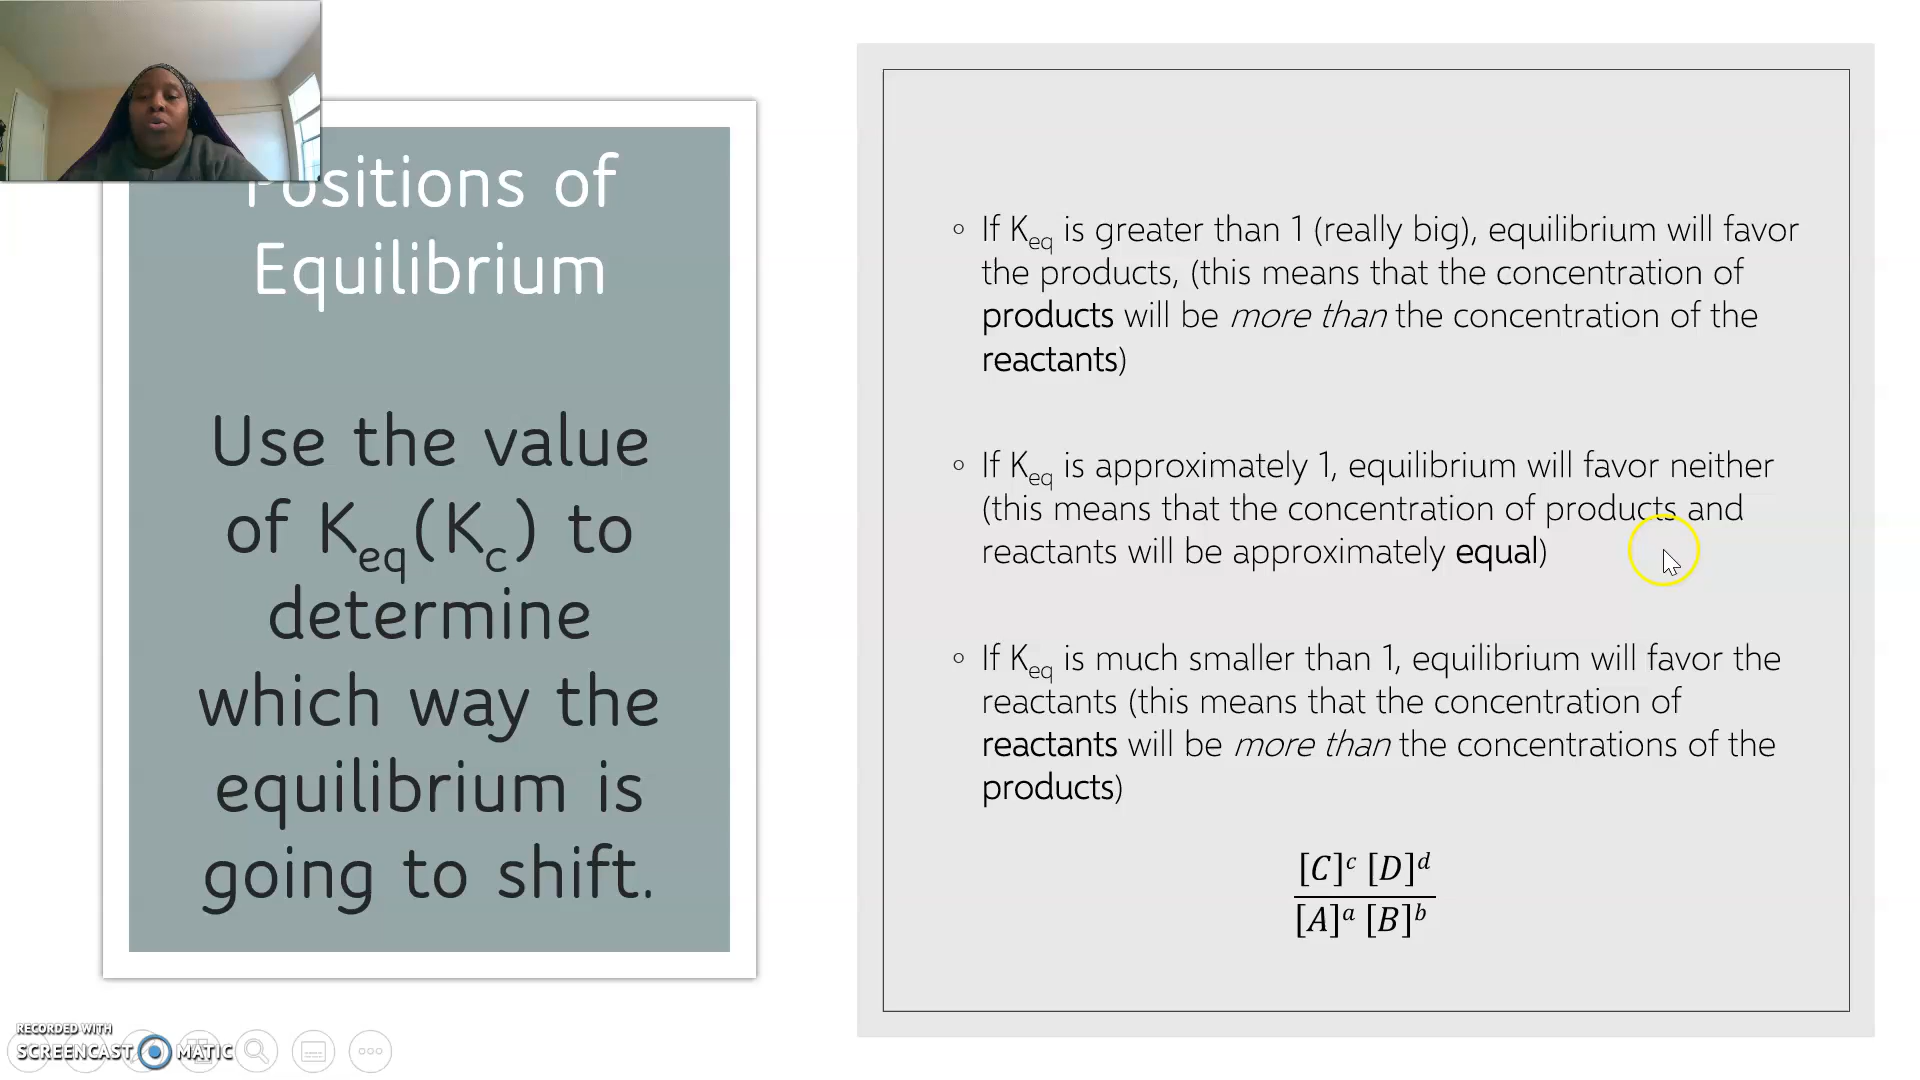 Positions of
Equilibrium
Use the value
of Keq(Kc) to
determine
which way the
equilibrium is
going to shift.
◦ If Keq is greater than 1 (really big), equilibrium will favor
the products, (this means that the concentration of
products will be more than the concentration of the
reactants)
◦ If Keq is approximately 1, equilibrium will favor neither
(this means that the concentration of products and
reactants will be approximately equal)
◦ If Keq is much smaller than 1, equilibrium will favor the
reactants (this means that the concentration of
reactants will be more than the concentrations of the
products)
[C]^c [D]^d
[A]^a [B]^b
RECORDED WITH
SCREENCAST MATIC